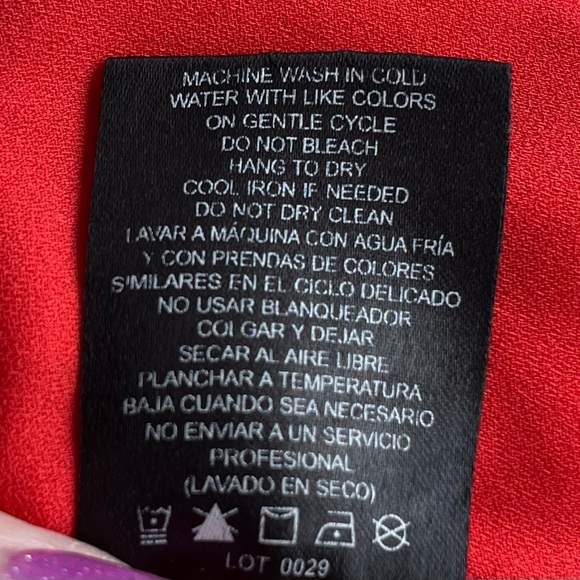 MACHINE WASH IN COLD
WATER WITH LIKE COLORS
ON GENTLE CYCLE
DO NOT BLEACH
HANG TO DRY
COOL IRON IF NEEDED
DO NOT DRY CLEAN
LAVAR A MÁQUINA CON AGUA FRÍA
Y CON PRENDAS DE COLORES
SIMILARES EN EL CICLO DELICADO
NO USAR BLANQUEADOR
COLGAR Y DEJAR
SECAR AL AIRE LIBRE
PLANCHAR A TEMPERATURA
BAJA CUANDO SEA NECESARIO
NO ENVIAR A UN SERVICIO
PROFESIONAL
(LAVADO EN SECO)
LOT 0029